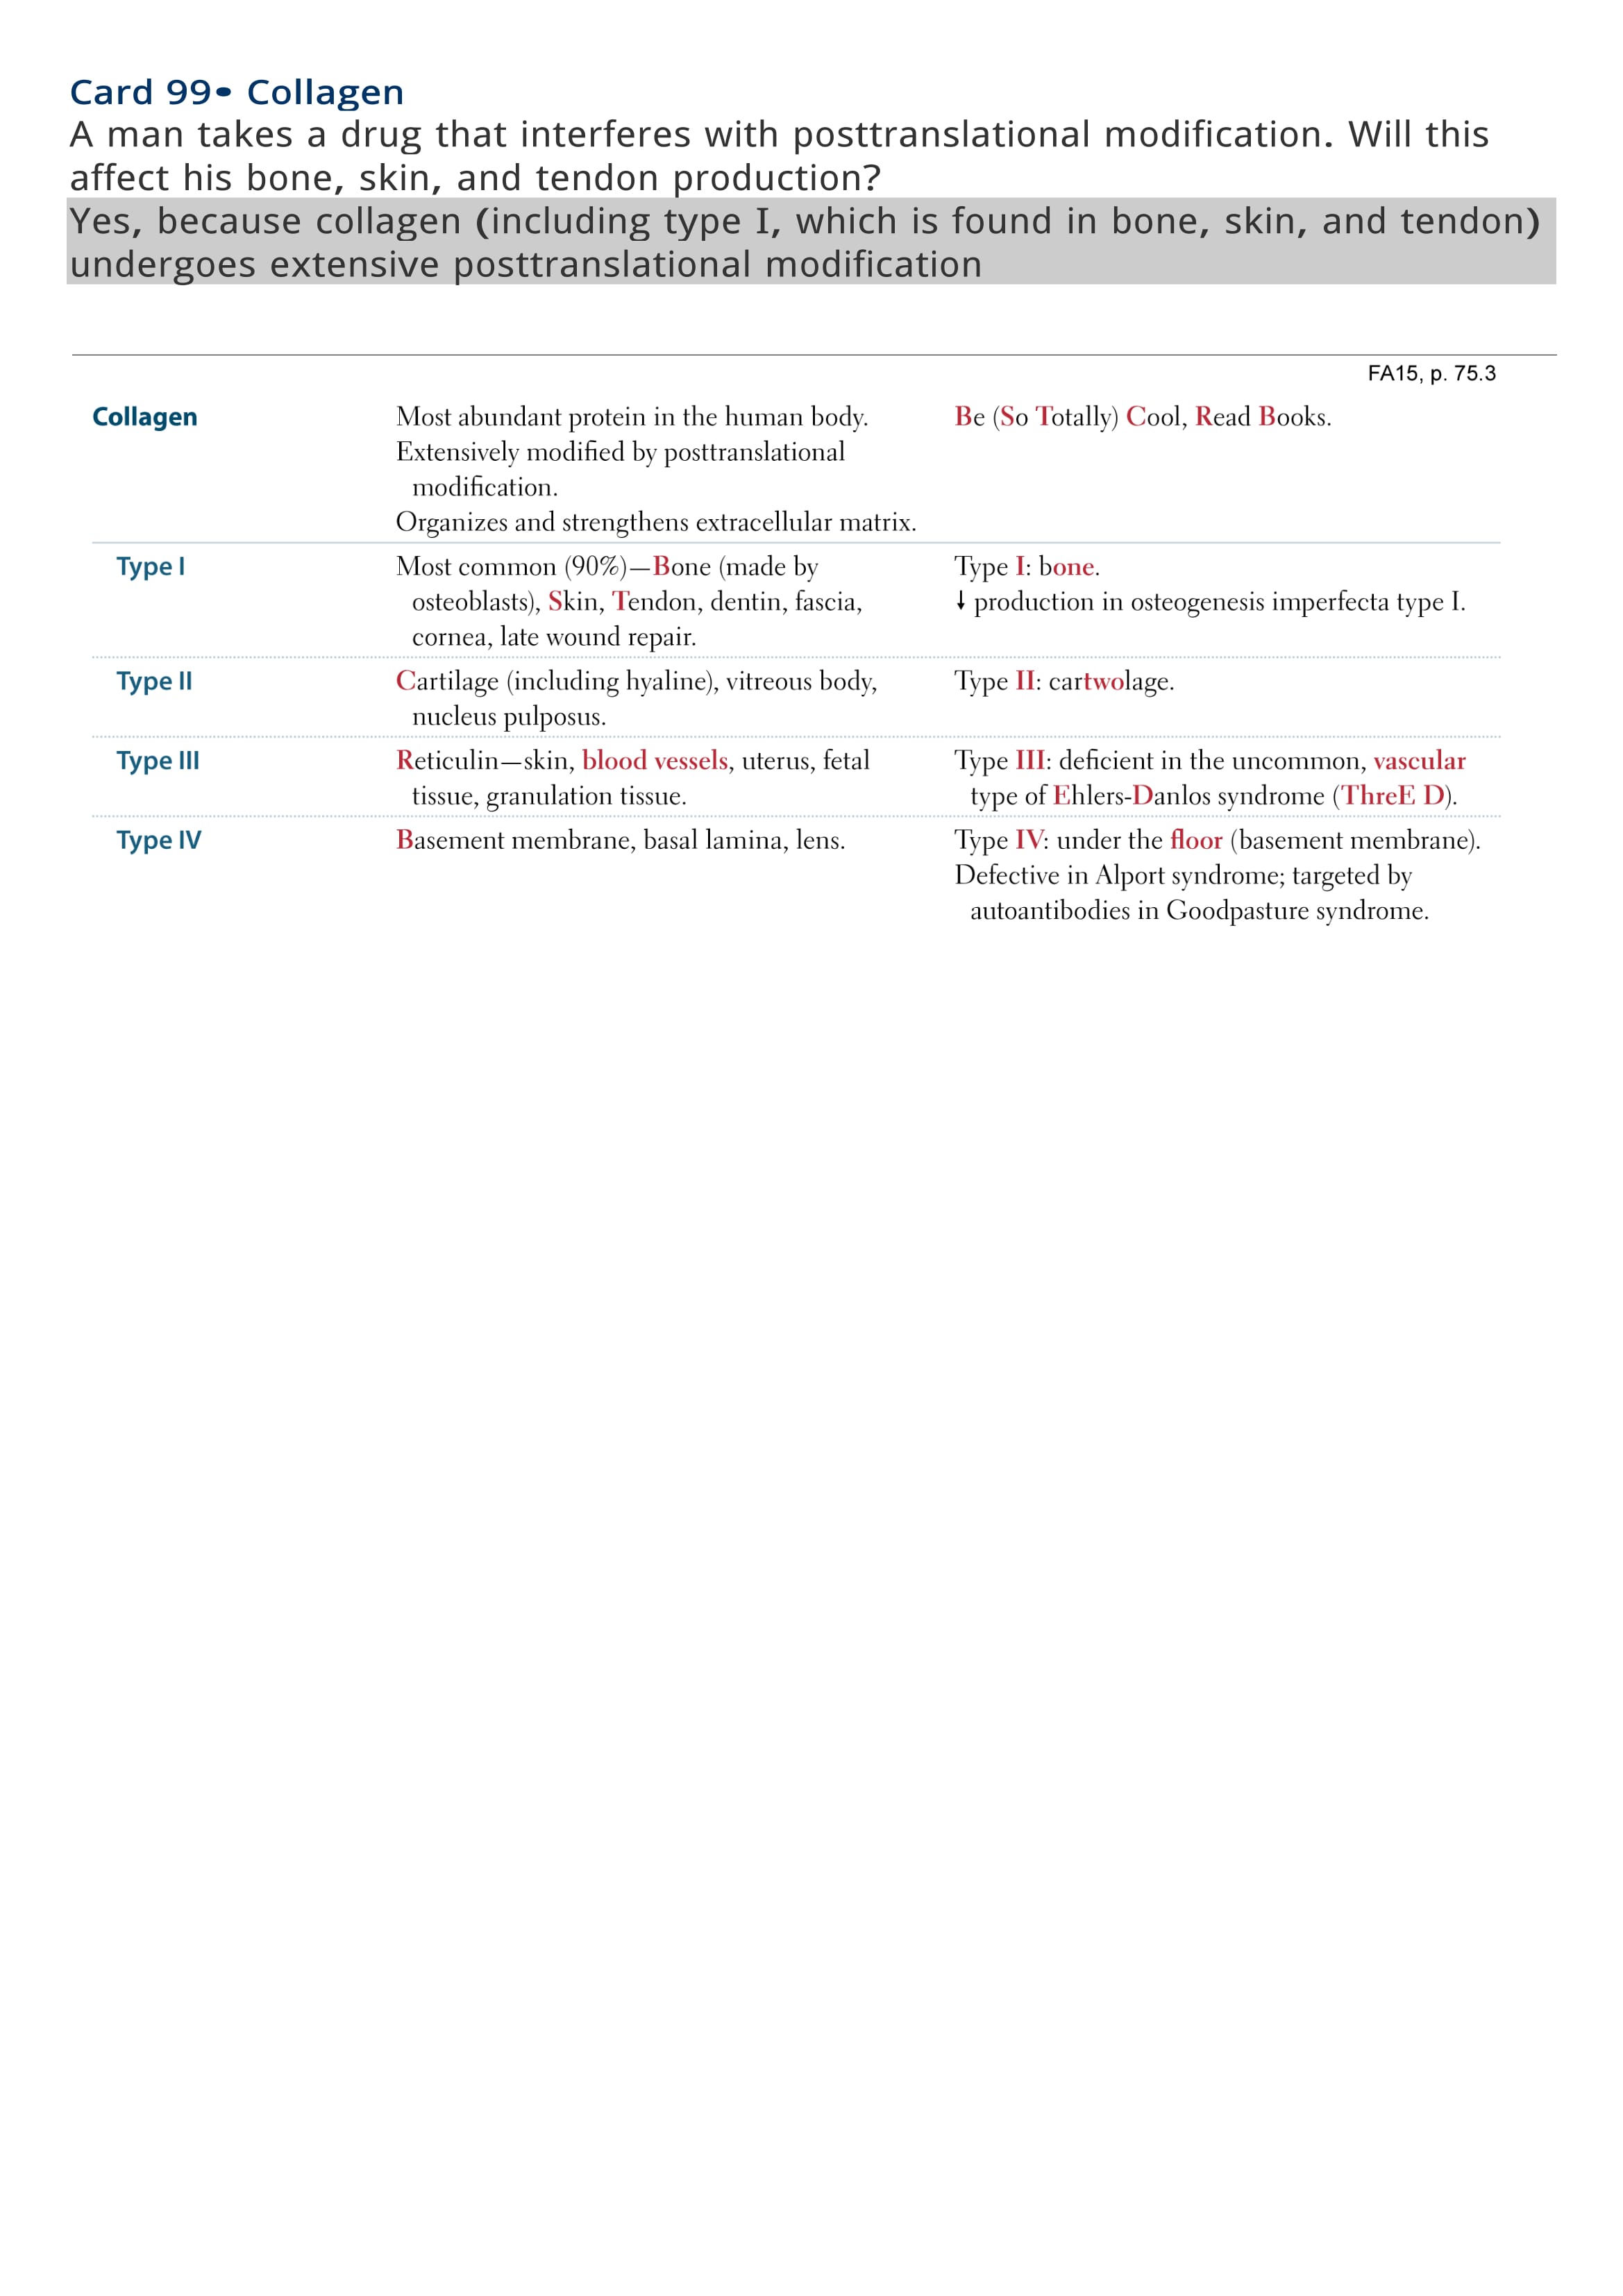 Card 99• Collagen
A man takes a drug that interferes with posttranslational modification. Will this
affect his bone, skin, and tendon production?
Yes, because collagen (including type I, which is found in bone, skin, and tendon)
undergoes extensive posttranslational modification
FA15, p. 75.3
Collagen
Most abundant protein in the human body.
Extensively modified by posttranslational
modification.
Organizes and strengthens extracellular matrix.
Be (So Totally) Cool, Read Books.
Type I
Most common (90%)—Bone (made by
osteoblasts), Skin, Tendon, dentin, fascia,
cornea, late wound repair.
Type I: bone.
↓ production in osteogenesis imperfecta type I.
Type II
Cartilage (including hyaline), vitreous body,
nucleus pulposus.
Type II: cartwolage.
Type III
Reticulin—skin, blood vessels, uterus, fetal
tissue, granulation tissue.
Type III: deficient in the uncommon, vascular
type of Ehlers-Danlos syndrome (ThreE D).
Type IV
Basement membrane, basal lamina, lens.
Type IV: under the floor (basement membrane).
Defective in Alport syndrome; targeted by
autoantibodies in Goodpasture syndrome.